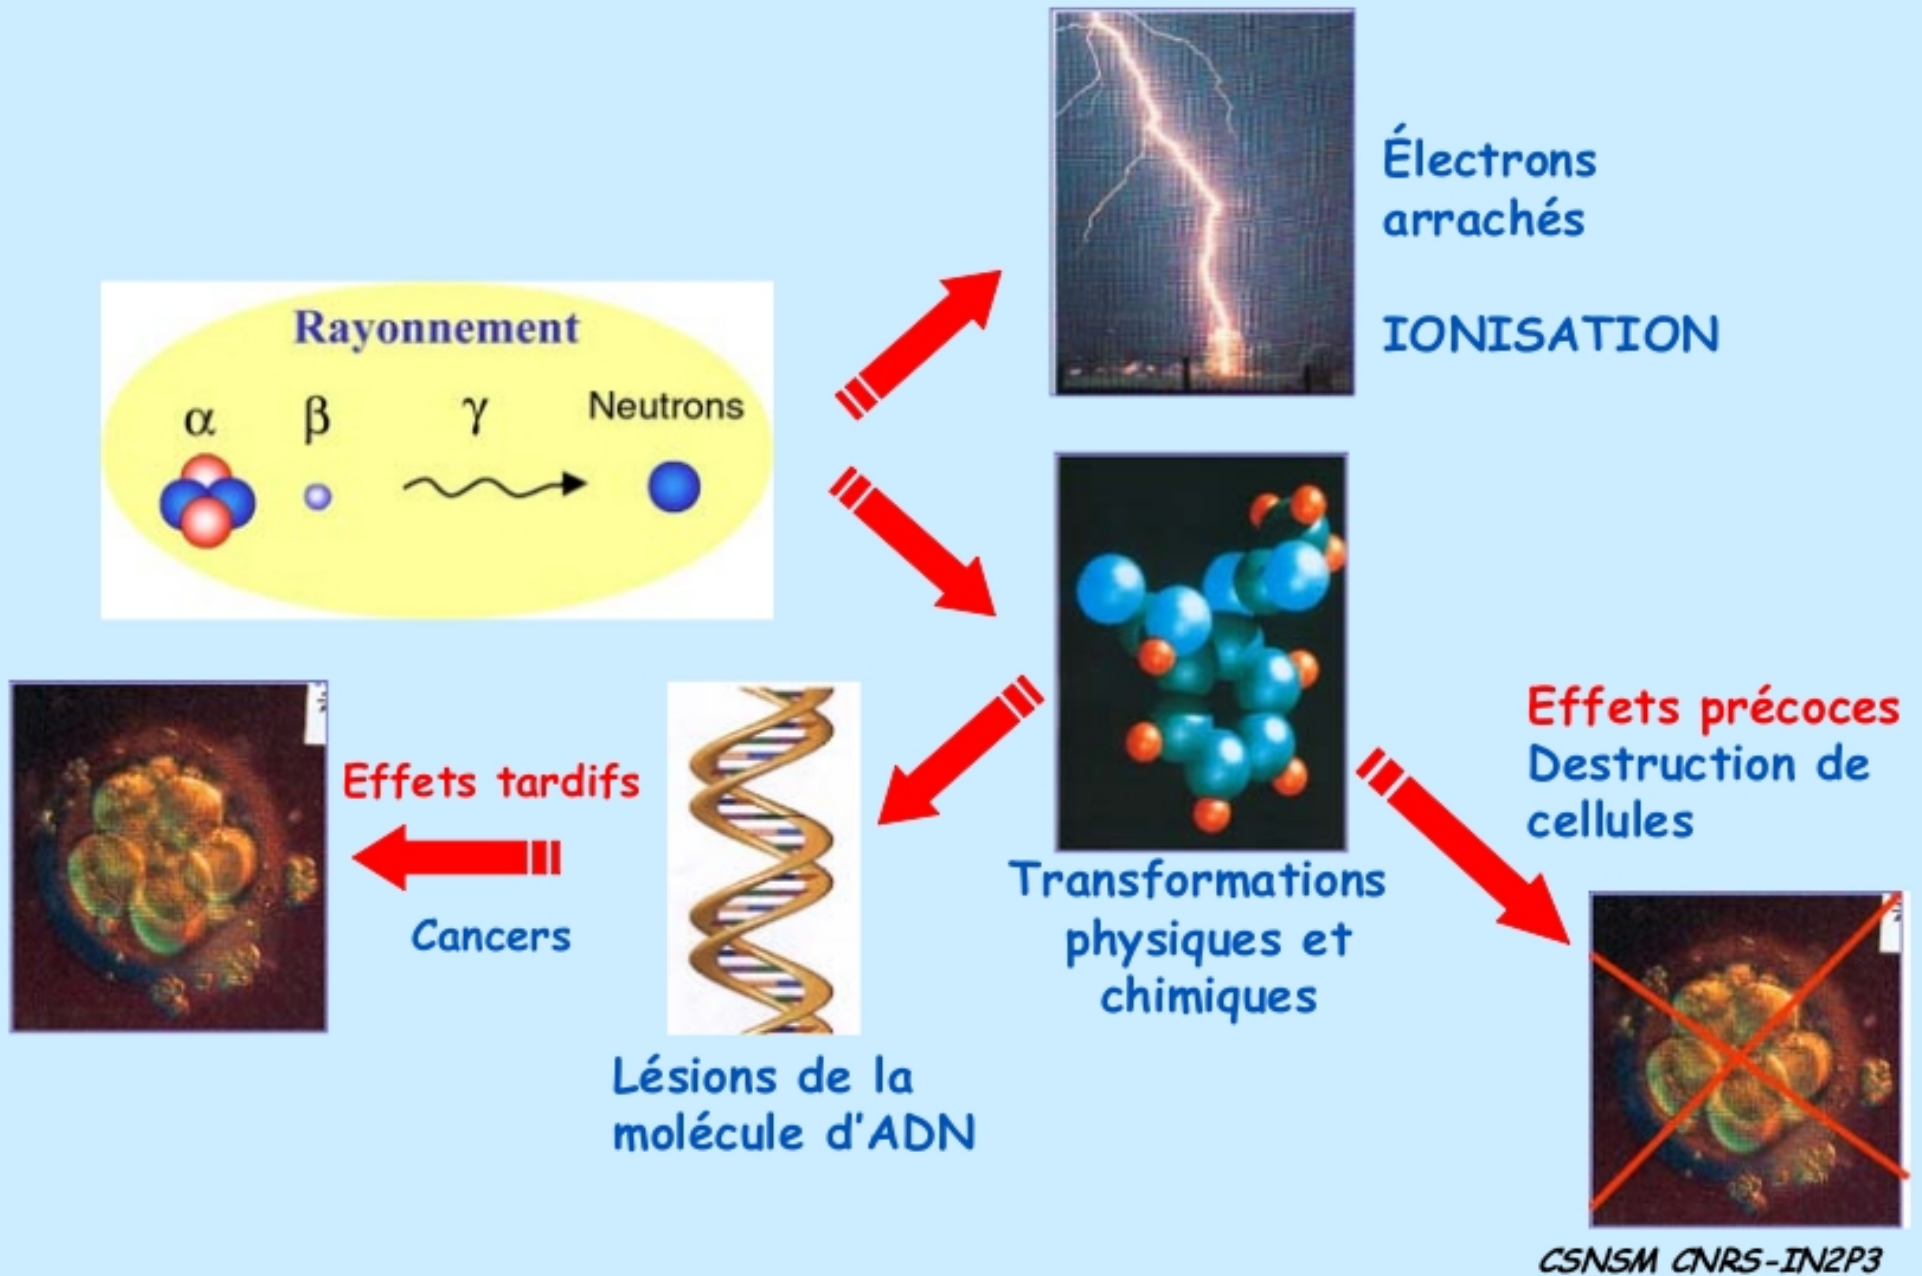 Rayonnement
α β γ Neutrons
Électrons
arrachés
IONISATION
Transformations
physiques et
chimiques
Effets précoces
Destruction de
cellules
Lésions de la
molécule d'ADN
Effets tardifs
Cancers
CSNSM CNRS-IN2P3